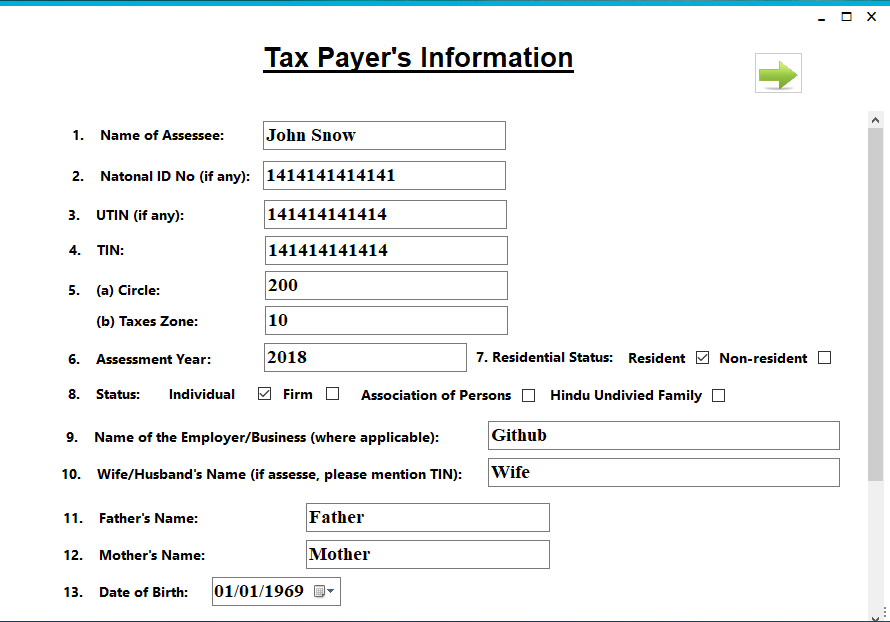 Tax Payer's Information
1. Name of Assessee: John Snow
2. Natonal ID No (if any): 1414141414141
3. UTIN (if any): 141414141414
4. TIN: 141414141414
5. (a) Circle: 200
(b) Taxes Zone: 10
6. Assessment Year: 2018 7. Residential Status: Resident Non-resident
8. Status: Individual Firm Association of Persons Hindu Undivied Family
9. Name of the Employer/Business (where applicable): Github
10. Wife/Husband's Name (if assesse, please mention TIN): Wife
11. Father's Name: Father
12. Mother's Name: Mother
13. Date of Birth: 01/01/1969